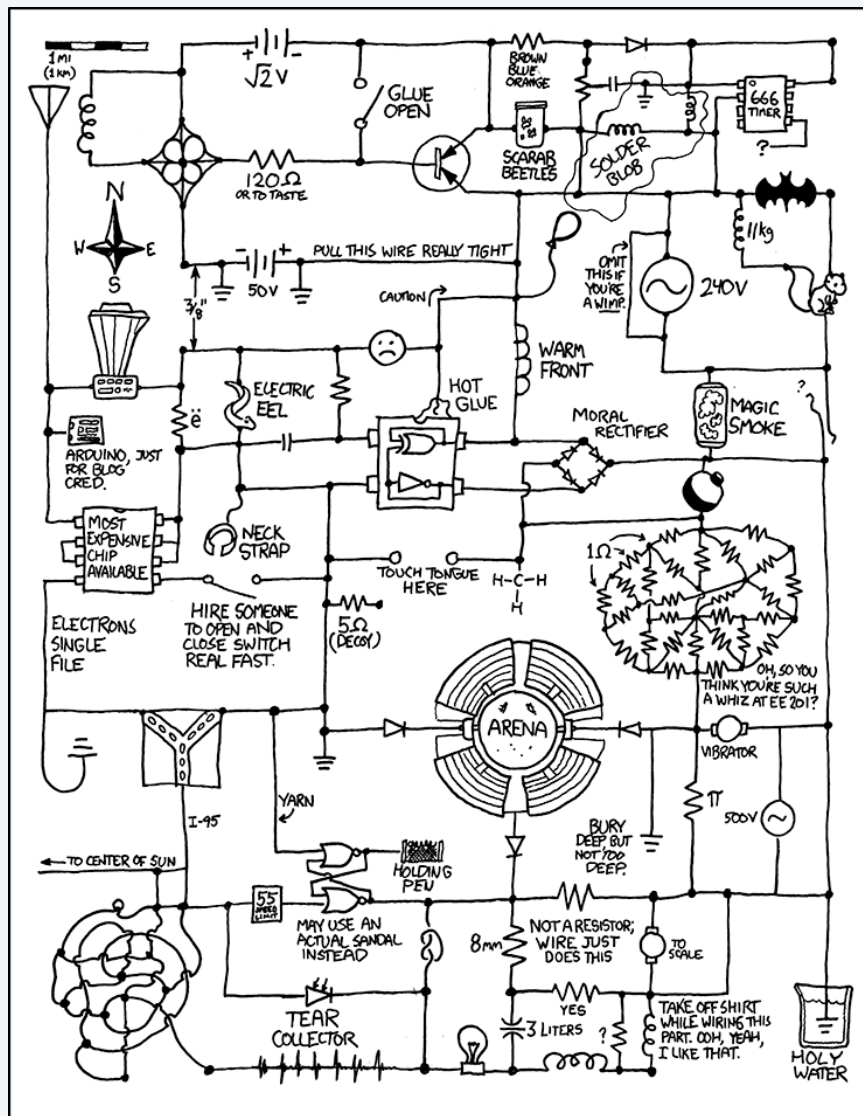 1 MI
(1 KM)
√2 V
+
-
GLUE
OPEN
BROWN
BLUE
ORANGE
666
TIMER
?
SCARAB
BEETLES
SOLDER
BLOB
120Ω
OR TO TASTE
N
W
E
S
11kg
-
+
50V
PULL THIS WIRE REALLY TIGHT
3/8"
CAUTION
OMIT
THIS IF
YOU'RE
A WIMP.
240V
WARM
FRONT
ELECTRIC
EEL
HOT
GLUE
MORAL
RECTIFIER
MAGIC
SMOKE
?
ë
ARDUINO, JUST
FOR BLOG
CRED.
MOST
EXPENSIVE
CHIP
AVAILABLE
NECK
STRAP
TOUCH TONGUE
HERE
H-C-H
H
1Ω
ELECTRONS
SINGLE
FILE
HIRE SOMEONE
TO OPEN AND
CLOSE SWITCH
REAL FAST.
5Ω
(DECOY)
OH, SO YOU
THINK YOU'RE SUCH
A WHIZ AT EE 201?
ARENA
VIBRATOR
I-95
YARN
π
500V
BURY
DEEP BUT
NOT TOO
DEEP.
TO CENTER OF SUN
HOLDING
PEN
55
SPEED
LIMIT
MAY USE AN
ACTUAL SANDAL
INSTEAD
NOT A RESISTOR;
WIRE JUST
DOES THIS
8mm
TO
SCALE
YES
TEAR
COLLECTOR
3 LITERS
?
TAKE OFF SHIRT
WHILE WIRING THIS
PART. OOH, YEAH,
I LIKE THAT.
HOLY
WATER